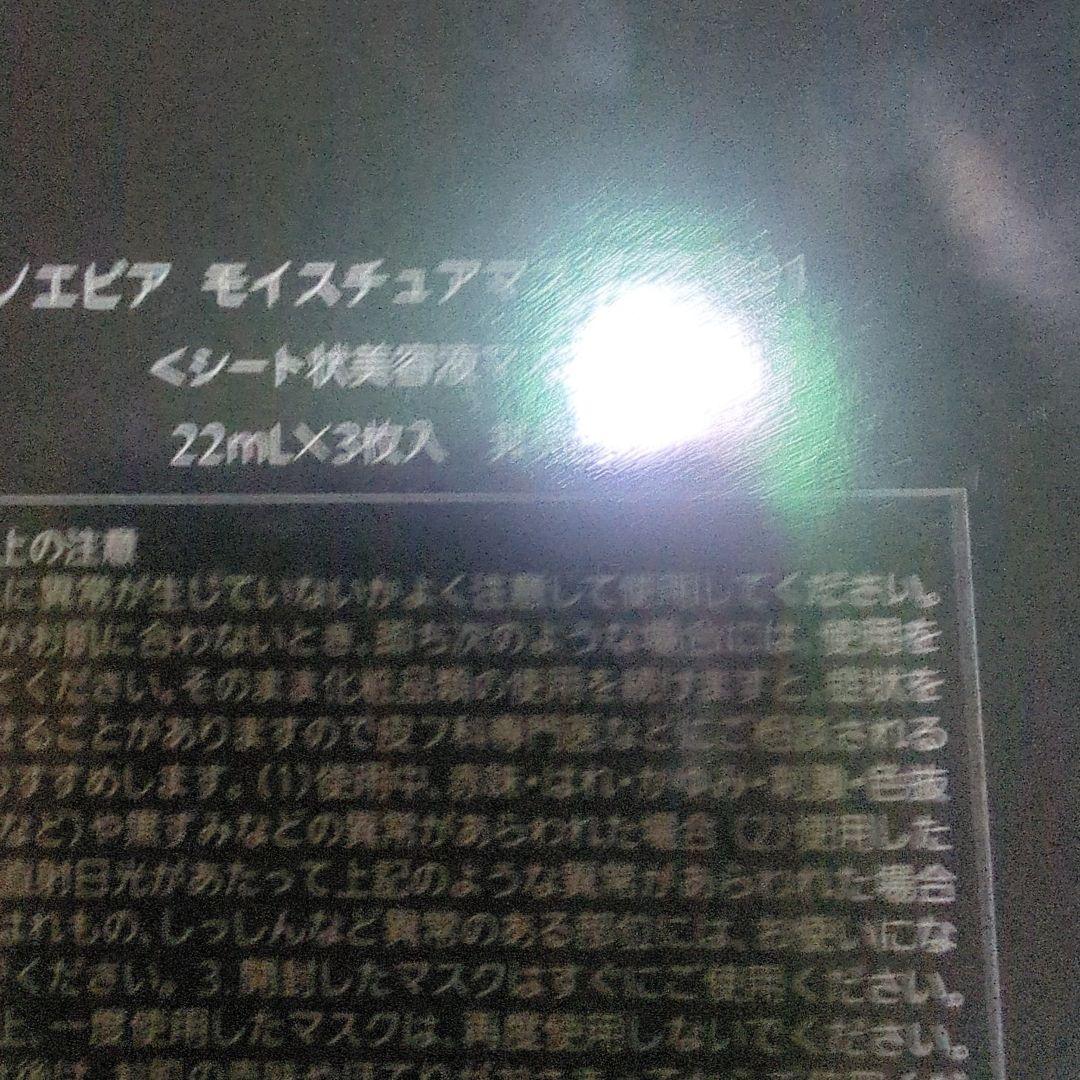 ノエビア モイスチュアマ
<シート状美容液
22mL×3枚入
上の注意
に異常が生じていないかよく注意して使用してください。
がお肌に合わないとき、即ちかのような場合には、使用を
ください。そのまま化粧品類の使用を続けますと、症状を
ことがありますので皮フ科専門医などにご相談される
すすめします。(1)使用中、赤味・はれ・かゆみ・刺激・色抜
など)や黒ずみなどの異常があらわれた場合 (2)使用した
直射日光があたって上記のような異常があらわれた場合
はれもの、しっしんなど異常のある部位には、お使いにな
ください。3.開封したマスクはすぐにご使用ください。
上、一度使用したマスクは、再度使用しないでください。